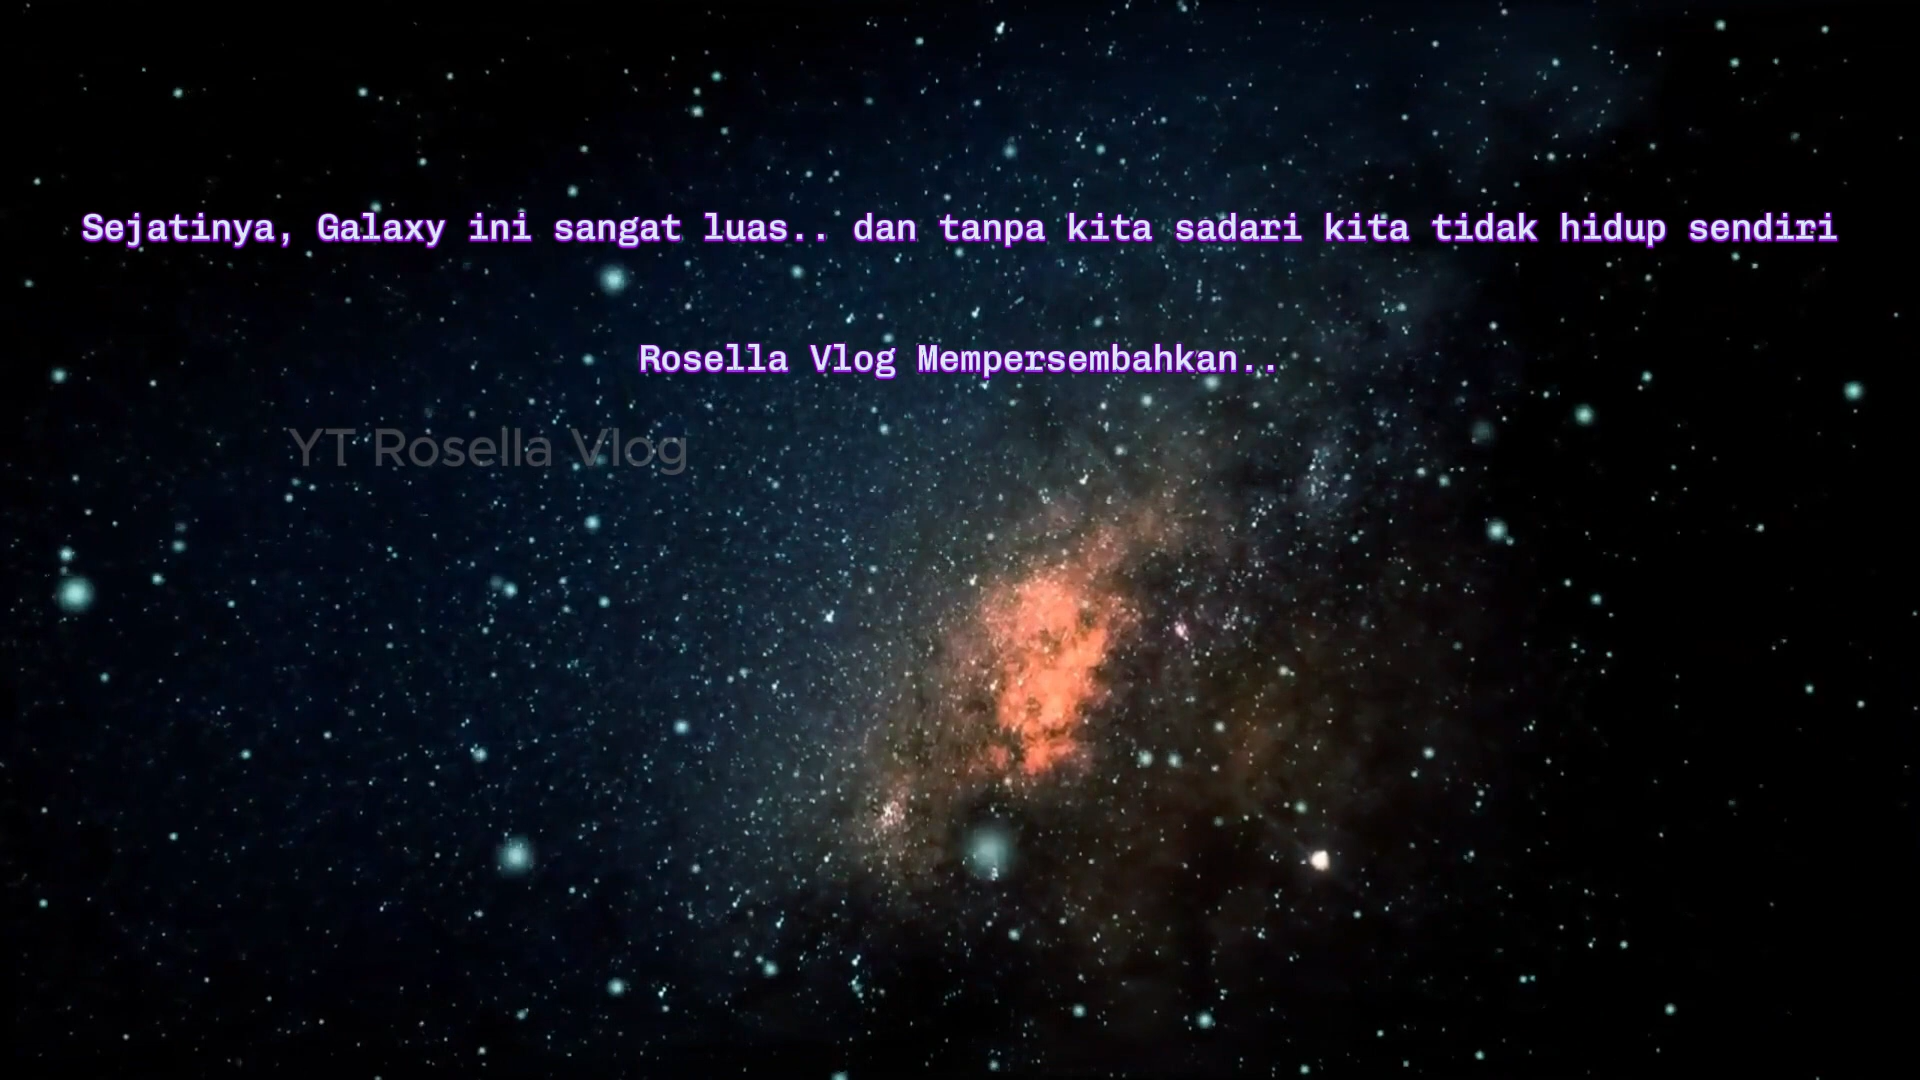 Sejatinya, Galaxy ini sangat luas.. dan tanpa kita sadari kita tidak hidup sendiri
Rosella Vlog Mempersembahkan..
YT Rosella Vlog